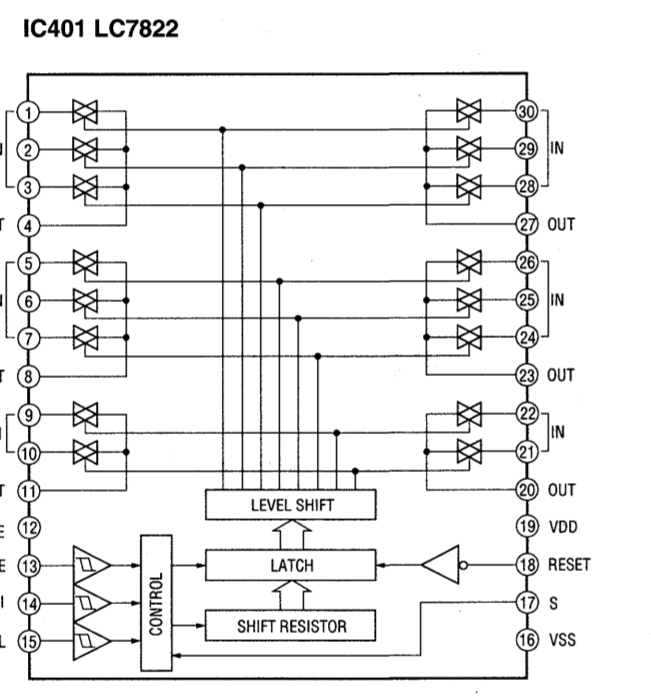 IC401 LC7822
1
30
2
29
IN
3
28
4
27 OUT
5
26
6
25 IN
7
24
8
23 OUT
9
22
IN
10
21
11
20 OUT
LEVEL SHIFT
12
19 VDD
13
LATCH
18 RESET
14
CONTROL
17 S
SHIFT RESISTOR
15
16 VSS